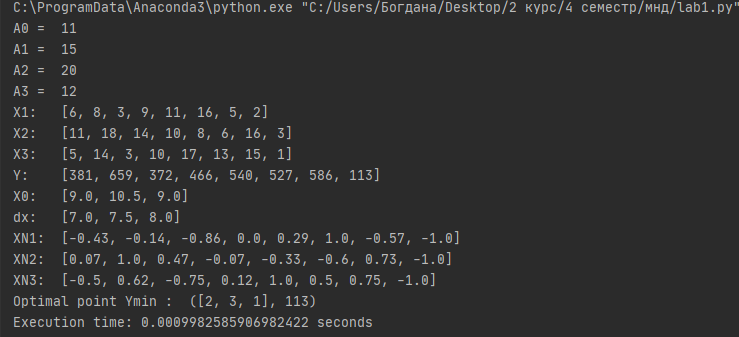 C:\ProgramData\Anaconda3\python.exe "C:/Users/Богдана/Desktop/2 курс/4 семестр/мнд/lab1.py"
A0 =  11
A1 =  15
A2 =  20
A3 =  12
X1:   [6, 8, 3, 9, 11, 16, 5, 2]
X2:   [11, 18, 14, 10, 8, 6, 16, 3]
X3:   [5, 14, 3, 10, 17, 13, 15, 1]
Y:    [381, 659, 372, 466, 540, 527, 586, 113]
X0:   [9.0, 10.5, 9.0]
dx:   [7.0, 7.5, 8.0]
XN1:  [-0.43, -0.14, -0.86, 0.0, 0.29, 1.0, -0.57, -1.0]
XN2:  [0.07, 1.0, 0.47, -0.07, -0.33, -0.6, 0.73, -1.0]
XN3:  [-0.5, 0.62, -0.75, 0.12, 1.0, 0.5, 0.75, -1.0]
Optimal point Ymin :  ([2, 3, 1], 113)
Execution time: 0.0009982585906982422 seconds